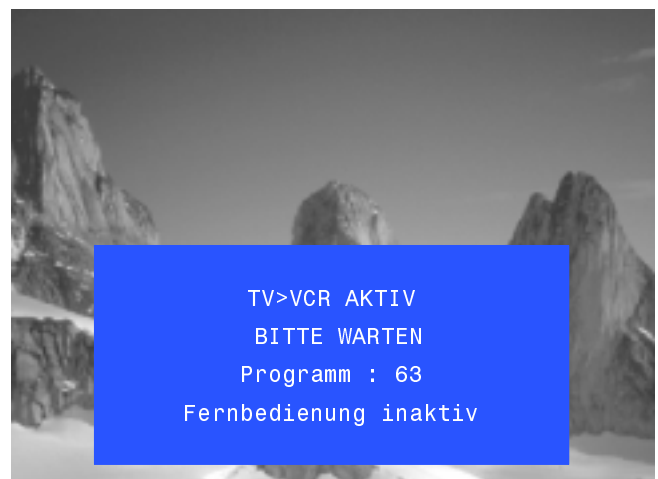 TV>VCR AKTIV
BITTE WARTEN
Programm : 63
Fernbedienung inaktiv